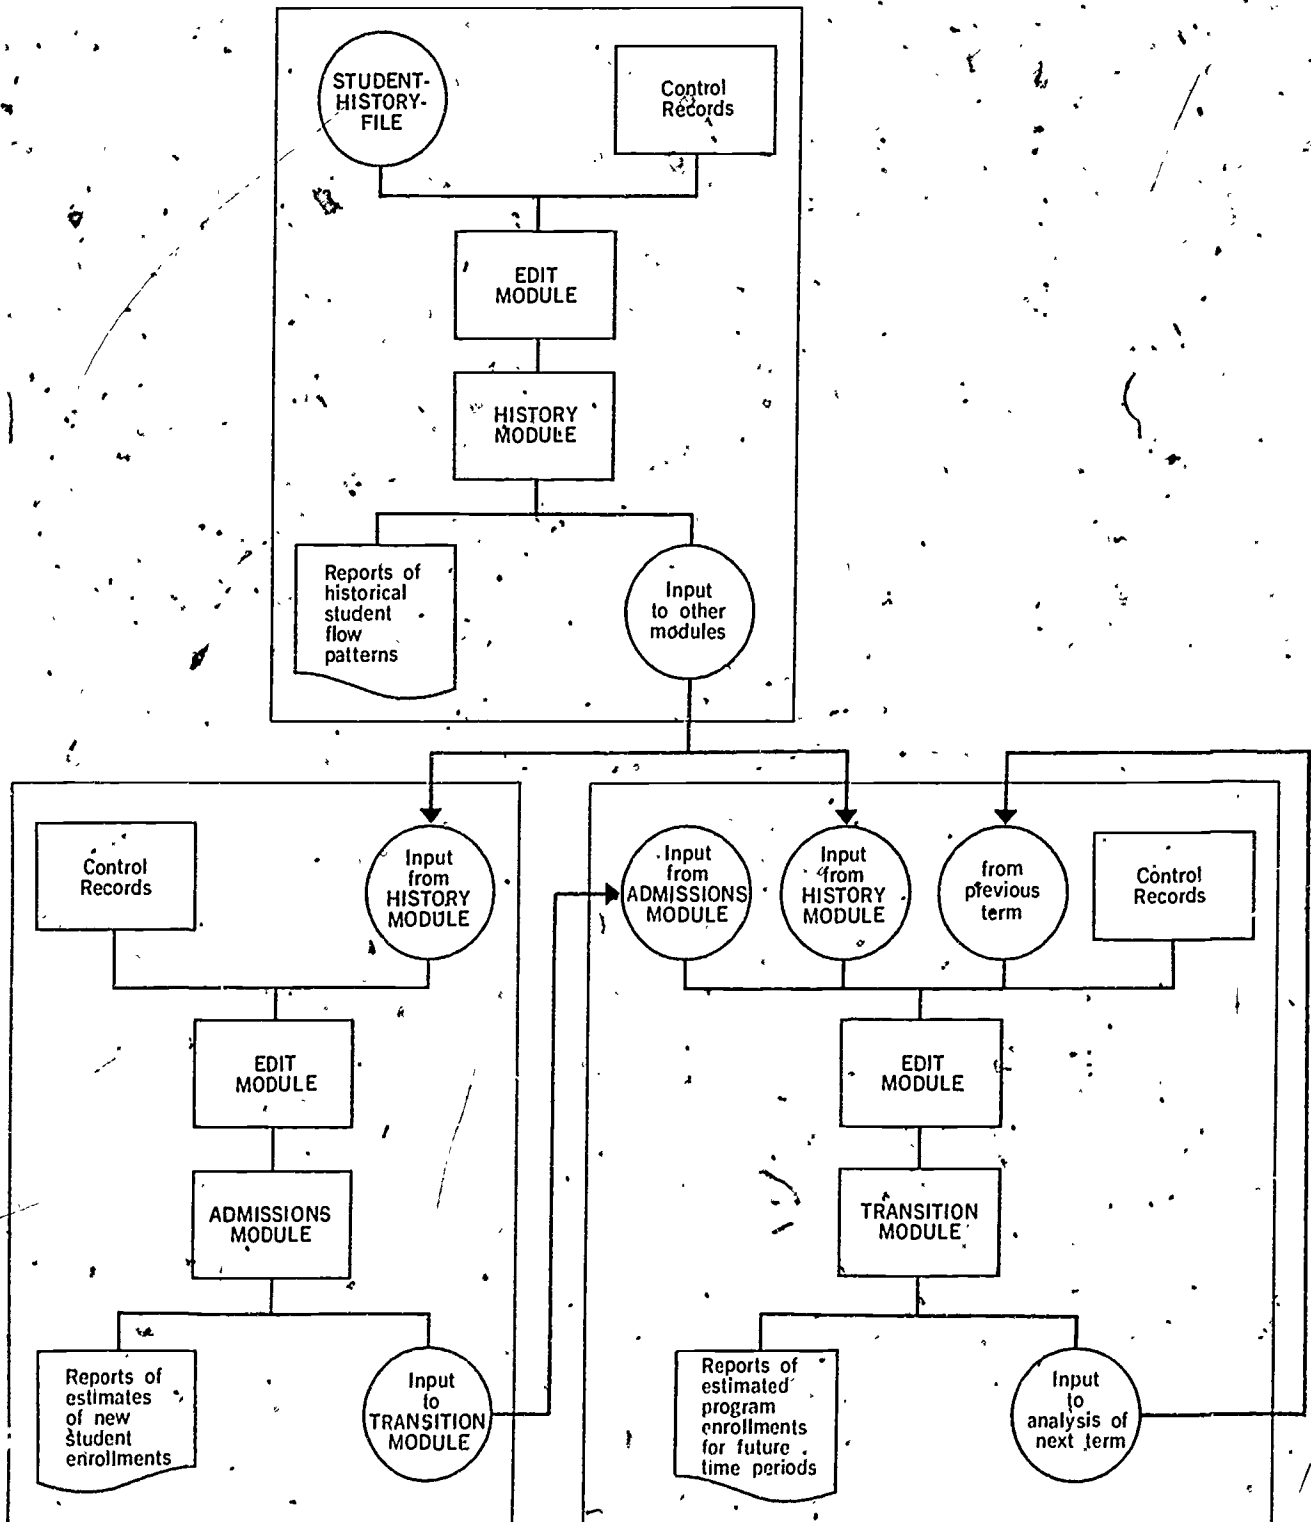 STUDENT-
HISTORY-
FILE
Control
Records
EDIT
MODULE
HISTORY
MODULE
Reports of
historical
student
flow
patterns
Input
to other
modules
Control
Records
Input
from
HISTORY
MODULE
EDIT
MODULE
ADMISSIONS
MODULE
Reports of
estimates
of new
student
enrollments
Input
to
TRANSITION
MODULE
Input
from
ADMISSIONS
MODULE
Input
from
HISTORY
MODULE
from
previous
term
Control
Records
EDIT
MODULE
TRANSITION
MODULE
Reports of
estimated
program
enrollments
for future
time periods
Input
to
analysis of
next term